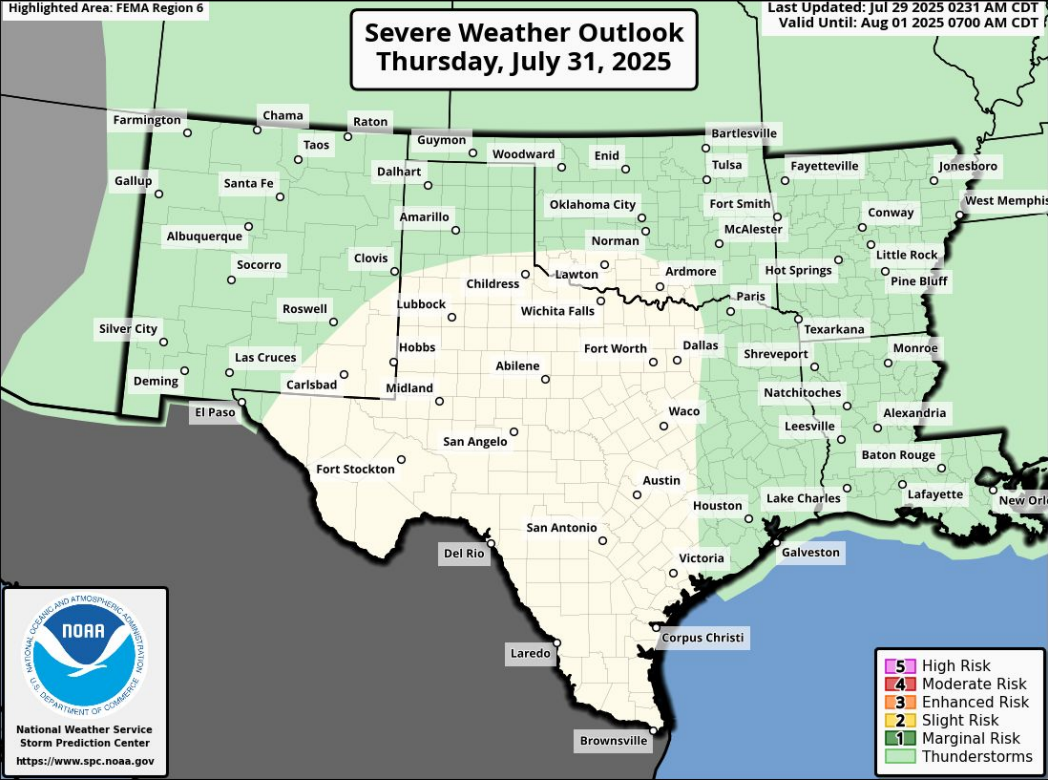 Highlighted Area: FEMA Region 6
Severe Weather Outlook
Thursday, July 31, 2025
Last Updated: Jul 29 2025 0231 AM CDT
Valid Until: Aug 01 2025 0700 AM CDT
Farmington
Chama
Raton
Guymon
Bartlesville
Taos
Woodward
Enid
Tulsa
Fayetteville
Jonesboro
Gallup
Santa Fe
Dalhart
Oklahoma City
Fort Smith
West Memphis
Albuquerque
Amarillo
Norman
McAlester
Conway
Socorro
Clovis
Childress
Lawton
Ardmore
Hot Springs
Little Rock
Pine Bluff
Roswell
Lubbock
Wichita Falls
Paris
Texarkana
Silver City
Las Cruces
Hobbs
Fort Worth
Dallas
Shreveport
Monroe
Deming
Carlsbad
Midland
Abilene
Natchitoches
El Paso
San Angelo
Waco
Leesville
Alexandria
Fort Stockton
Austin
Baton Rouge
Houston
Lake Charles
Lafayette
New Orl
Del Rio
San Antonio
Victoria
Galveston
Laredo
Corpus Christi
Brownsville
NATIONAL OCEANIC AND ATMOSPHERIC ADMINISTRATION
NOAA
U.S. DEPARTMENT OF COMMERCE
National Weather Service
Storm Prediction Center
https://www.spc.noaa.gov
5 High Risk
4 Moderate Risk
3 Enhanced Risk
2 Slight Risk
1 Marginal Risk
Thunderstorms